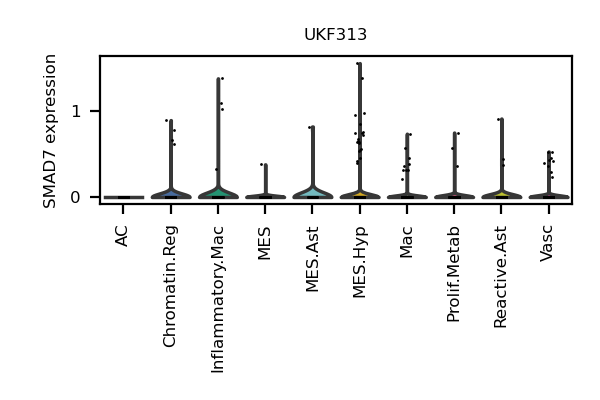 UKF313
SMAD7 expression
1
0
AC
Chromatin.Reg
Inflammatory.Mac
MES
MES.Ast
MES.Hyp
Mac
Prolif.Metab
Reactive.Ast
Vasc